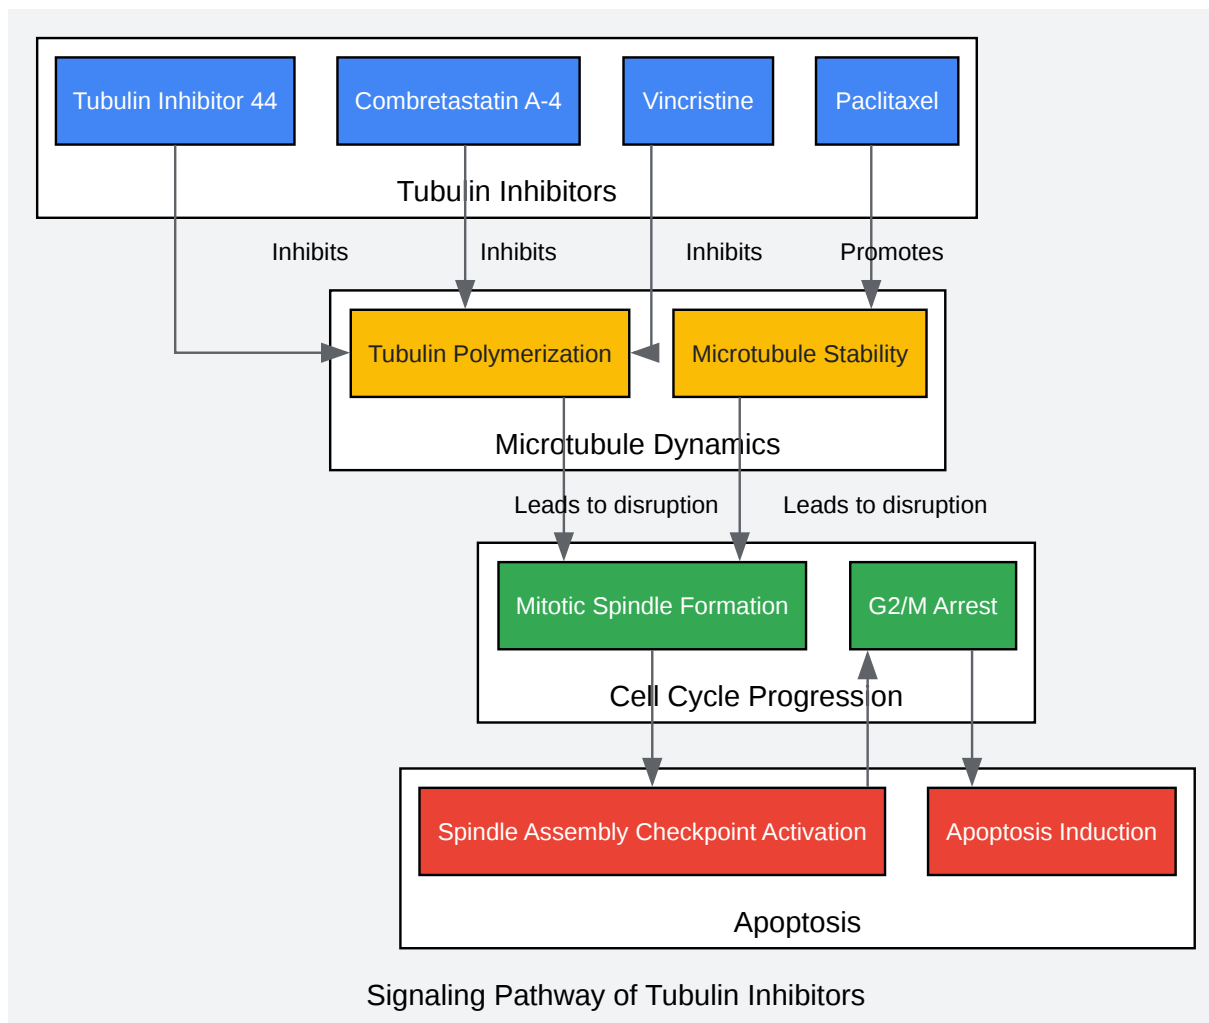 Tubulin Inhibitor 44
Combretastatin A-4
Vincristine
Paclitaxel
Tubulin Inhibitors
Inhibits
Inhibits
Inhibits
Promotes
Tubulin Polymerization
Microtubule Stability
Microtubule Dynamics
Leads to disruption
Leads to disruption
Mitotic Spindle Formation
G2/M Arrest
Cell Cycle Progression
Spindle Assembly Checkpoint Activation
Apoptosis Induction
Apoptosis
Signaling Pathway of Tubulin Inhibitors